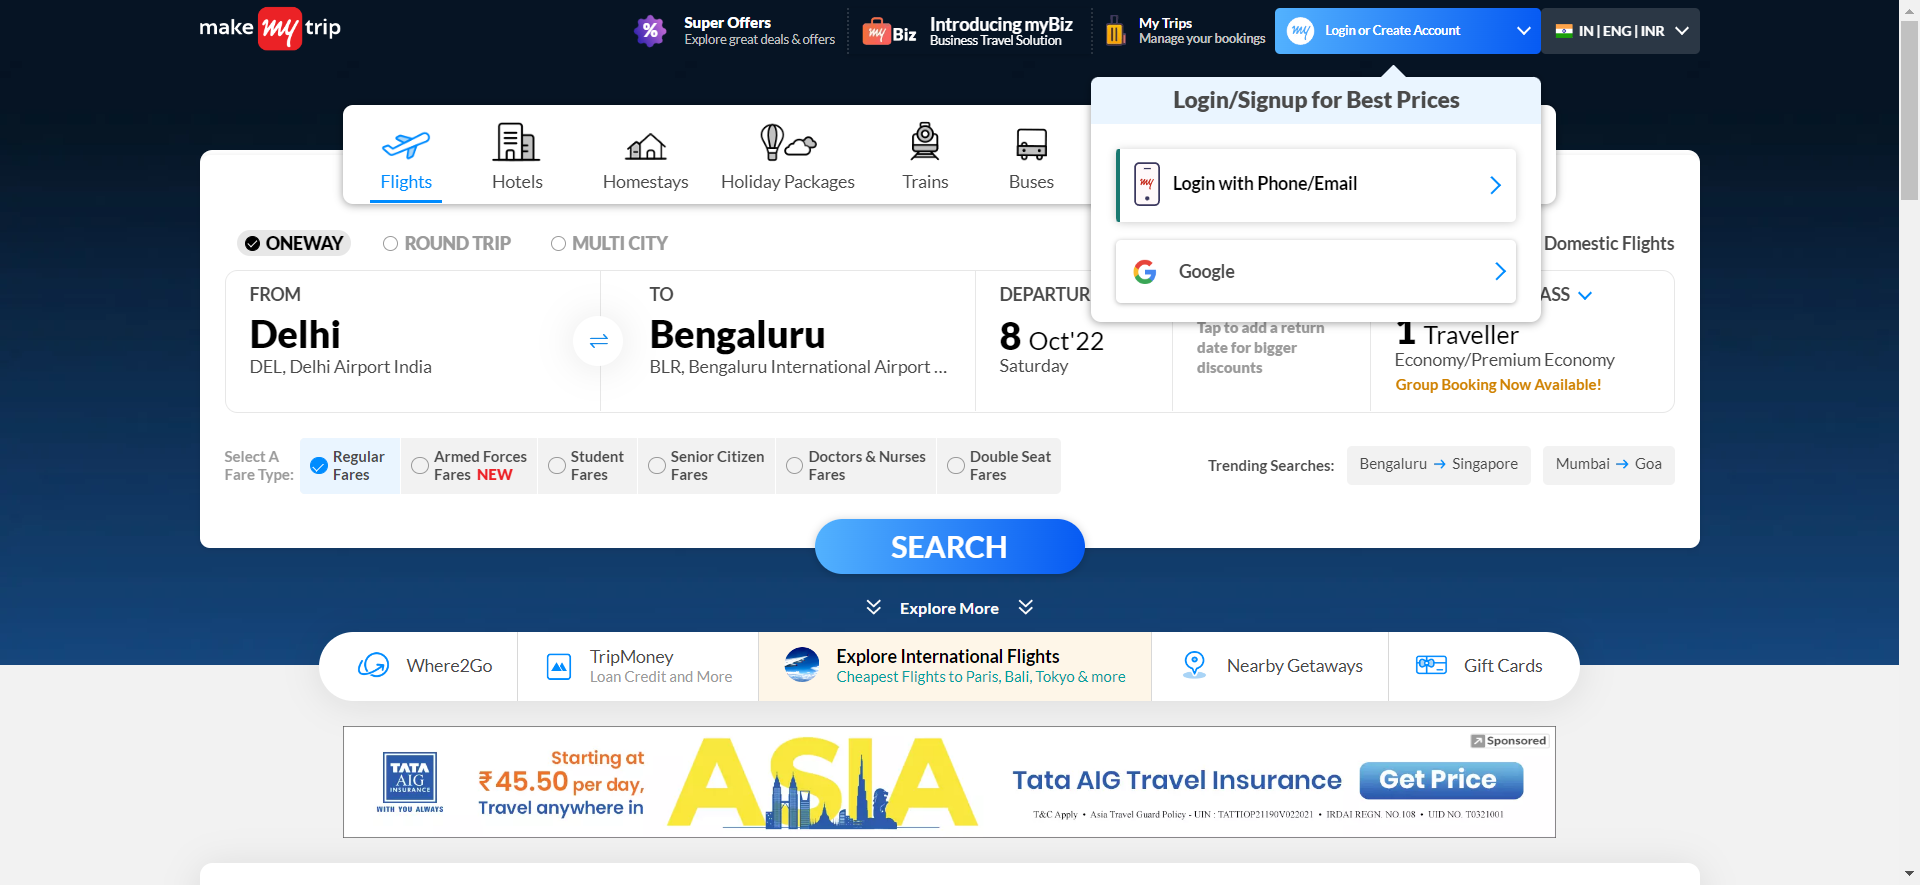 make my trip
%
Super Offers
Explore great deals & offers
my Biz
Introducing myBiz
Business Travel Solution
My Trips
Manage your bookings
my
Login or Create Account
IN | ENG | INR
Login/Signup for Best Prices
my
Login with Phone/Email
Google
Flights
Hotels
Homestays
Holiday Packages
Trains
Buses
ONEWAY
ROUND TRIP
MULTI CITY
Domestic Flights
FROM
Delhi
DEL, Delhi Airport India
TO
Bengaluru
BLR, Bengaluru International Airport ...
DEPARTUR
8 Oct'22
Saturday
Tap to add a return
date for bigger
discounts
ASS
1 Traveller
Economy/Premium Economy
Group Booking Now Available!
Select A
Fare Type:
Regular
Fares
Armed Forces
Fares NEW
Student
Fares
Senior Citizen
Fares
Doctors & Nurses
Fares
Double Seat
Fares
Trending Searches:
Bengaluru → Singapore
Mumbai → Goa
SEARCH
Explore More
Where2Go
TripMoney
Loan Credit and More
Explore International Flights
Cheapest Flights to Paris, Bali, Tokyo & more
Nearby Getaways
Gift Cards
TATA
AIG
INSURANCE
WITH YOU ALWAYS
Starting at
₹45.50 per day,
Travel anywhere in
ASIA
Tata AIG Travel Insurance
Get Price
Sponsored
T&C Apply • Asia Travel Guard Policy - UIN : TATTIOP21190V022021 • IRDAI REGN. NO.108 • UID NO. T0321001